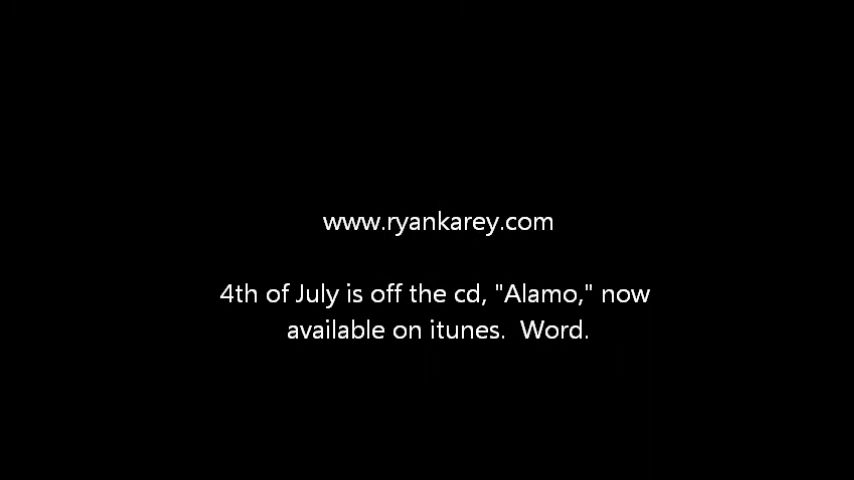 www.ryankarey.com
4th of July is off the cd, "Alamo," now
available on itunes.  Word.